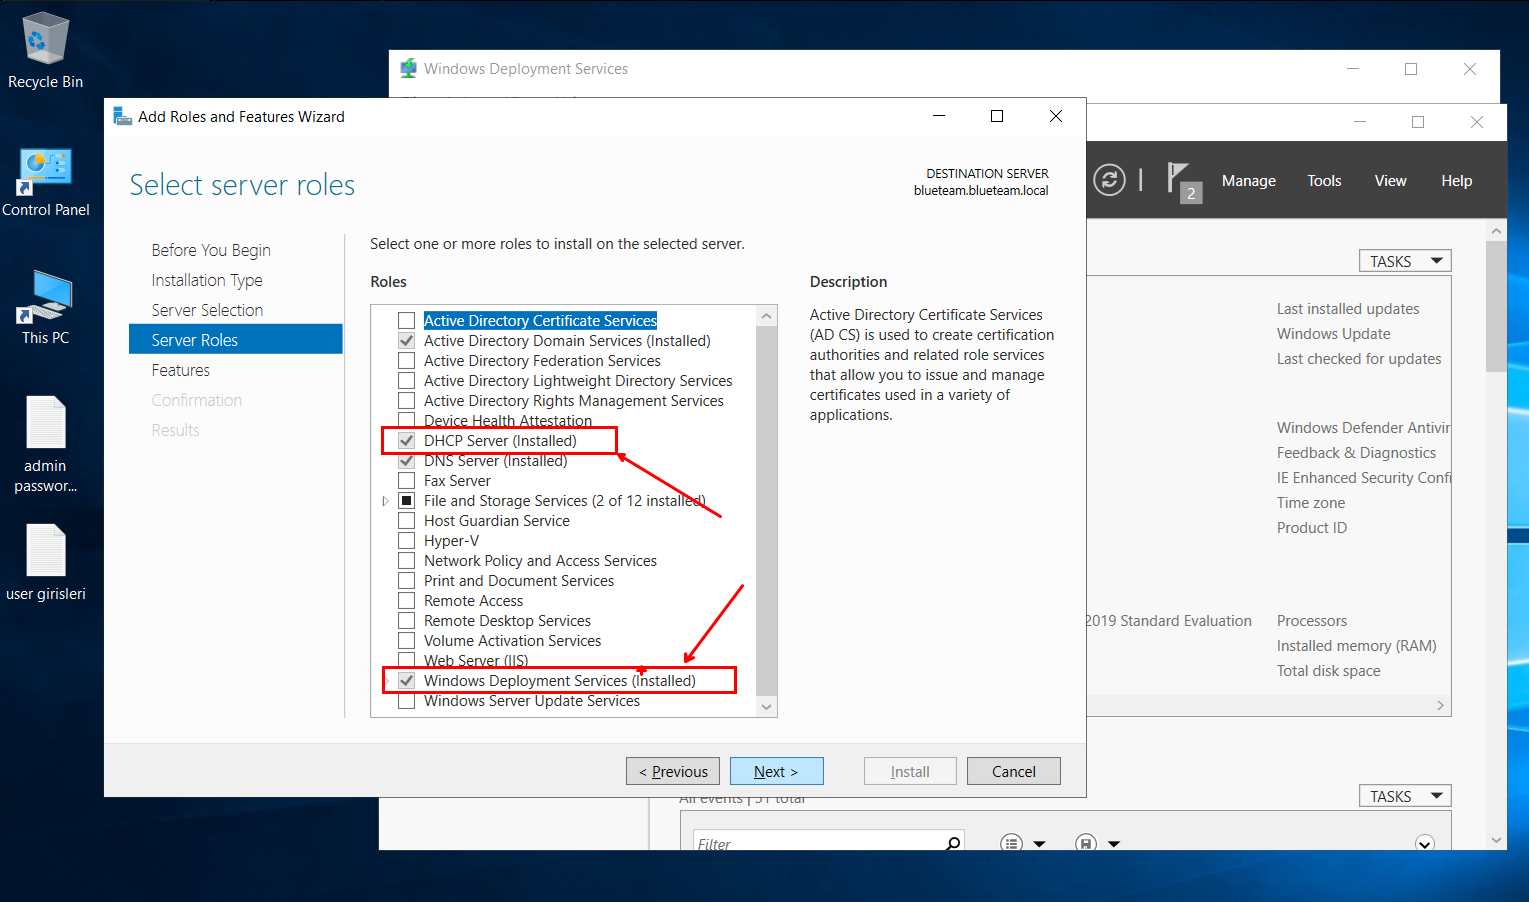 Recycle Bin
Control Panel
This PC
admin
passwor...
user girisleri
Windows Deployment Services
Add Roles and Features Wizard
Select server roles
DESTINATION SERVER
blueteam.blueteam.local
Before You Begin
Installation Type
Server Selection
Server Roles
Features
Confirmation
Results
Select one or more roles to install on the selected server.
Roles
Active Directory Certificate Services
Active Directory Domain Services (Installed)
Active Directory Federation Services
Active Directory Lightweight Directory Services
Active Directory Rights Management Services
Device Health Attestation
DHCP Server (Installed)
DNS Server (Installed)
Fax Server
File and Storage Services (2 of 12 installed)
Host Guardian Service
Hyper-V
Network Policy and Access Services
Print and Document Services
Remote Access
Remote Desktop Services
Volume Activation Services
Web Server (IIS)
Windows Deployment Services (Installed)
Windows Server Update Services
Description
Active Directory Certificate Services
(AD CS) is used to create certification
authorities and related role services
that allow you to issue and manage
certificates used in a variety of
applications.
< Previous
Next >
Install
Cancel
2
Manage
Tools
View
Help
TASKS
Last installed updates
Windows Update
Last checked for updates
Windows Defender Antivir
Feedback & Diagnostics
IE Enhanced Security Confi
Time zone
Product ID
2019 Standard Evaluation
Processors
Installed memory (RAM)
Total disk space
All events | 51 total
TASKS
Filter